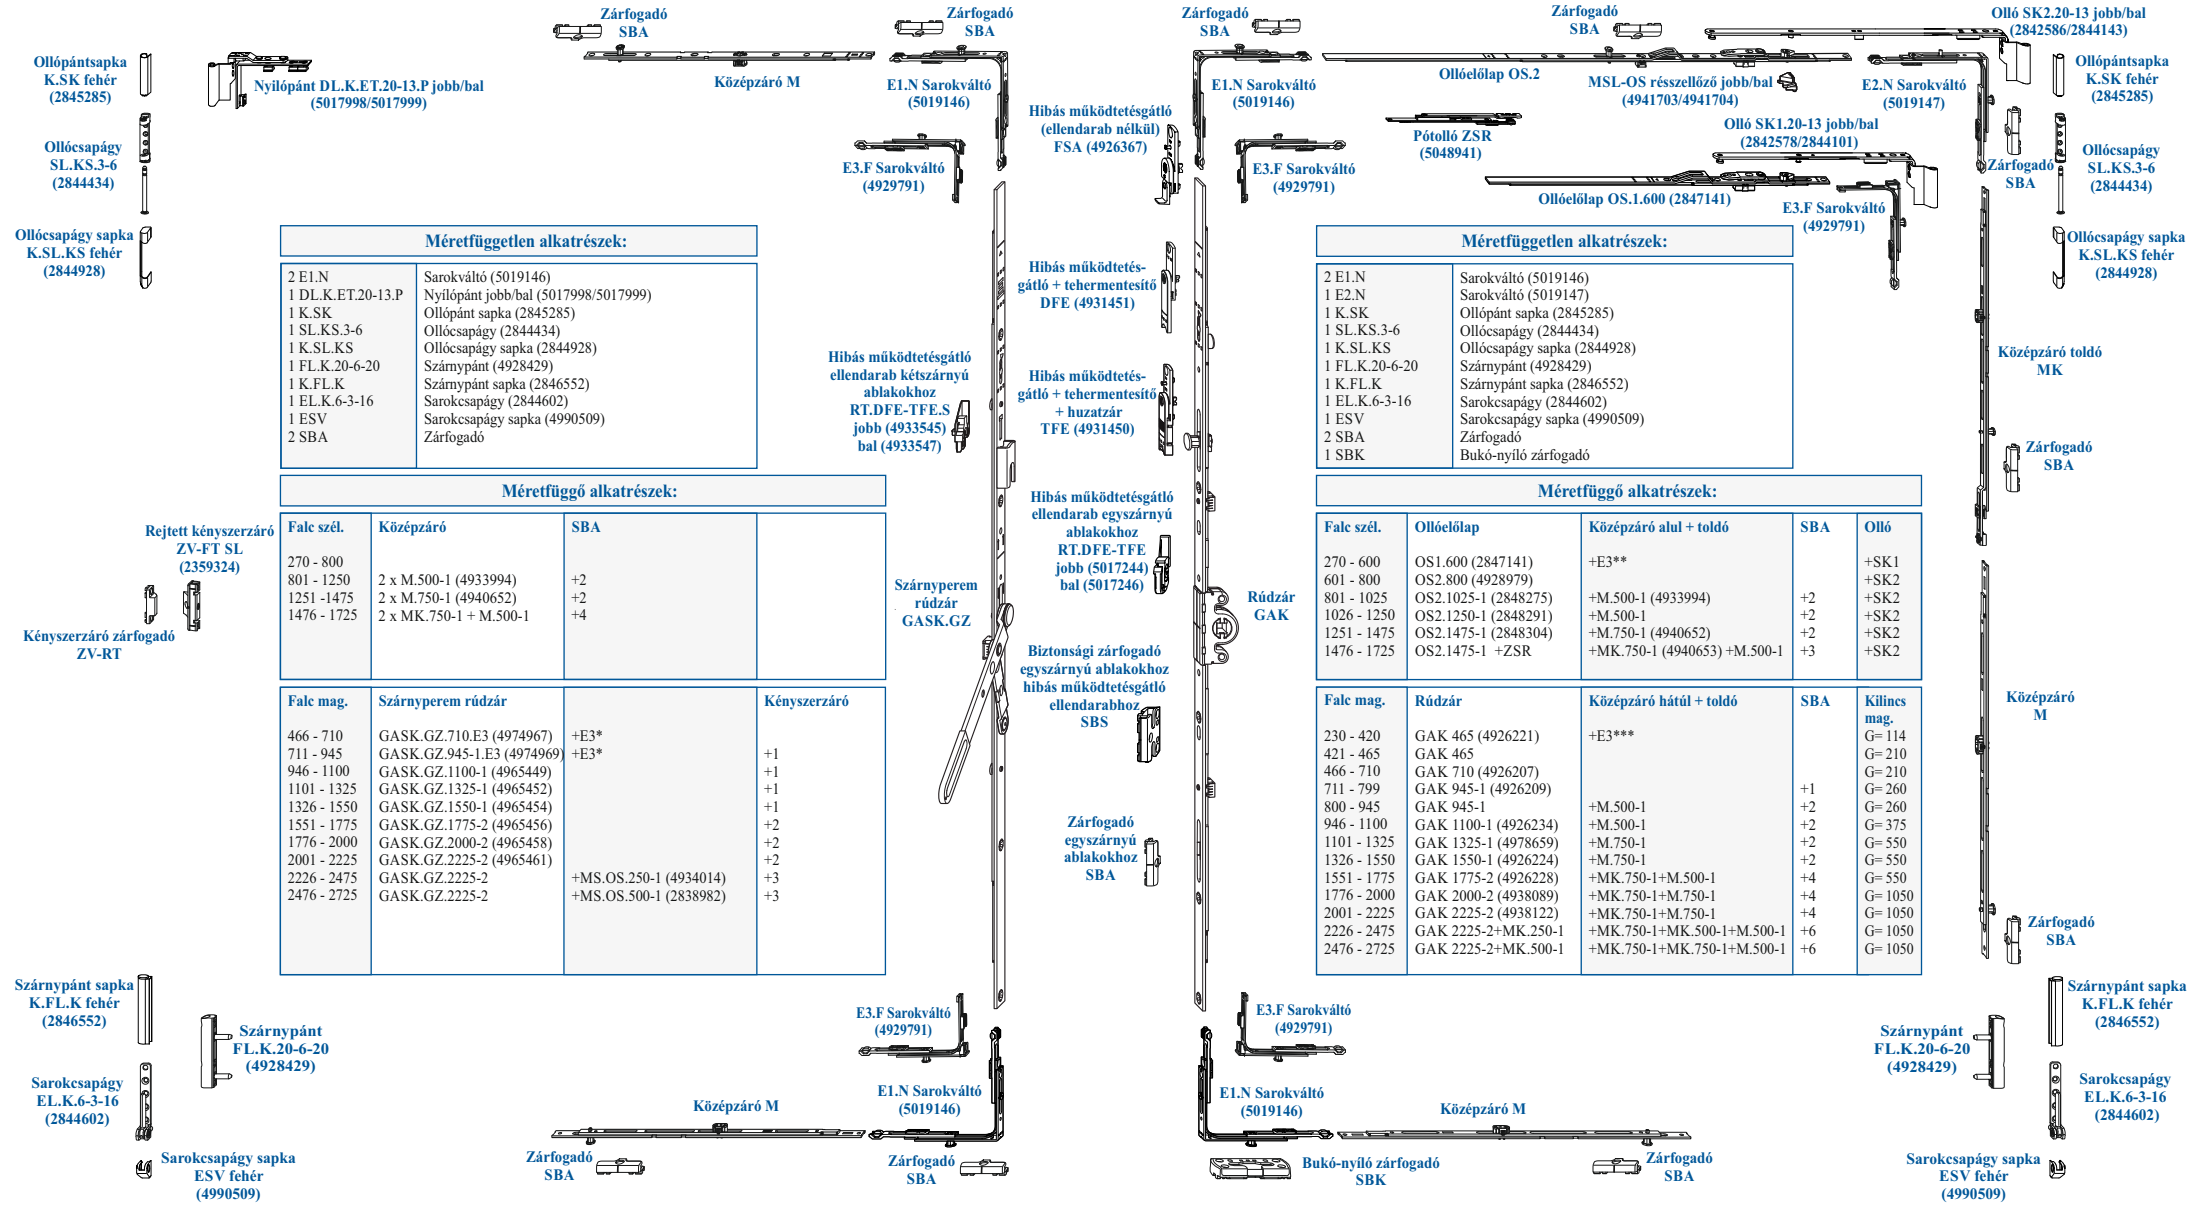 Zárfogadó
SBA
Zárfogadó
SBA
Zárfogadó
SBA
Zárfogadó
SBA
Olló SK2.20-13 jobb/bal
(2842586/2844143)
Ollópántsapka
K.SK fehér
(2845285)
Nyilópánt DL.K.ET.20-13.P jobb/bal
(5017998/5017999)
Középzáró M
E1.N Sarokváltó
(5019146)
E1.N Sarokváltó
(5019146)
Ollóelőlap OS.2
MSL-OS résszellőző jobb/bal
(4941703/4941704)
E2.N Sarokváltó
(5019147)
Ollópántsapka
K.SK fehér
(2845285)
Hibás működtetésgátló
(ellendarab nélkül)
FSA (4926367)
Pótolló ZSR
(5048941)
Olló SK1.20-13 jobb/bal
(2842578/2844101)
Zárfogadó
SBA
Ollócsapágy
SL.KS.3-6
(2844434)
E3.F Sarokváltó
(4929791)
E3.F Sarokváltó
(4929791)
Ollóelőlap OS.1.600 (2847141)
E3.F Sarokváltó
(4929791)
Ollócsapágy
SL.KS.3-6
(2844434)
Ollócsapágy sapka
K.SL.KS fehér
(2844928)
Ollócsapágy sapka
K.SL.KS fehér
(2844928)
Méretfüggetlen alkatrészek:
2 E1.N Sarokváltó (5019146)
1 DL.K.ET.20-13.P Nyílópánt jobb/bal (5017998/5017999)
1 K.SK Ollópánt sapka (2845285)
1 SL.KS.3-6 Ollócsapágy (2844434)
1 K.SL.KS Ollócsapágy sapka (2844928)
1 FL.K.20-6-20 Szárnypánt (4928429)
1 K.FL.K Szárnypánt sapka (2846552)
1 EL.K.6-3-16 Sarokcsapágy (2844602)
1 ESV Sarokcsapágy sapka (4990509)
2 SBA Zárfogadó
Hibás működtetés-
gátló + tehermentesítő
DFE (4931451)
Hibás működtetésgátló
ellendarab kétszárnyú
ablakokhoz
RT.DFE-TFE.S
jobb (4933545)
bal (4933547)
Hibás működtetés-
gátló + tehermentesítő
+ huzatzár
TFE (4931450)
Méretfüggetlen alkatrészek:
2 E1.N Sarokváltó (5019146)
1 E2.N Sarokváltó (5019147)
1 K.SK Ollópánt sapka (2845285)
1 SL.KS.3-6 Ollócsapágy (2844434)
1 K.SL.KS Ollócsapágy sapka (2844928)
1 FL.K.20-6-20 Szárnypánt (4928429)
1 K.FL.K Szárnypánt sapka (2846552)
1 EL.K.6-3-16 Sarokcsapágy (2844602)
1 ESV Sarokcsapágy sapka (4990509)
2 SBA Zárfogadó
1 SBK Bukó-nyíló zárfogadó
Középzáró toldó
MK
Zárfogadó
SBA
Rejtett kényszerzáró
ZV-FT SL
(2359324)
Kényszerzáró zárfogadó
ZV-RT
Méretfüggő alkatrészek:
Falc szél. Középzáró SBA
270 - 800
801 - 1250 2 x M.500-1 (4933994) +2
1251 -1475 2 x M.750-1 (4940652) +2
1476 - 1725 2 x MK.750-1 + M.500-1 +4
Falc mag. Szárnyperem rúdzár Kényszerzáró
466 - 710 GASK.GZ.710.E3 (4974967) +E3*
711 - 945 GASK.GZ.945-1.E3 (4974969) +E3* +1
946 - 1100 GASK.GZ.1100-1 (4965449) +1
1101 - 1325 GASK.GZ.1325-1 (4965452) +1
1326 - 1550 GASK.GZ.1550-1 (4965454) +1
1551 - 1775 GASK.GZ.1775-2 (4965456) +2
1776 - 2000 GASK.GZ.2000-2 (4965458) +2
2001 - 2225 GASK.GZ.2225-2 (4965461) +2
2226 - 2475 GASK.GZ.2225-2 +MS.OS.250-1 (4934014) +3
2476 - 2725 GASK.GZ.2225-2 +MS.OS.500-1 (2838982) +3
Szárnyperem
rúdzár
GASK.GZ
Hibás működtetésgátló
ellendarab egyszárnyú
ablakokhoz
RT.DFE-TFE
jobb (5017244)
bal (5017246)
Rúdzár
GAK
Biztonsági zárfogadó
egyszárnyú ablakokhoz
hibás működtetésgátló
ellendarabhoz
SBS
Zárfogadó
egyszárnyú
ablakokhoz
SBA
Méretfüggő alkatrészek:
Falc szél. Ollóelőlap Középzáró alul + toldó SBA Olló
270 - 600 OS1.600 (2847141) +E3** +SK1
601 - 800 OS2.800 (4928979) +SK2
801 - 1025 OS2.1025-1 (2848275) +M.500-1 (4933994) +2 +SK2
1026 - 1250 OS2.1250-1 (2848291) +M.500-1 +2 +SK2
1251 - 1475 OS2.1475-1 (2848304) +M.750-1 (4940652) +2 +SK2
1476 - 1725 OS2.1475-1 +ZSR +MK.750-1 (4940653) +M.500-1 +3 +SK2
Falc mag. Rúdzár Középzáró hátúl + toldó SBA Kilincs
mag.
230 - 420 GAK 465 (4926221) +E3*** G= 114
421 - 465 GAK 465 G= 210
466 - 710 GAK 710 (4926207) G= 210
711 - 799 GAK 945-1 (4926209) +1 G= 260
800 - 945 GAK 945-1 +M.500-1 +2 G= 260
946 - 1100 GAK 1100-1 (4926234) +M.500-1 +2 G= 375
1101 - 1325 GAK 1325-1 (4978659) +M.750-1 +2 G= 550
1326 - 1550 GAK 1550-1 (4926224) +M.750-1 +2 G= 550
1551 - 1775 GAK 1775-2 (4926228) +MK.750-1+M.500-1 +4 G= 550
1776 - 2000 GAK 2000-2 (4938089) +MK.750-1+M.750-1 +4 G= 1050
2001 - 2225 GAK 2225-2 (4938122) +MK.750-1+M.750-1 +4 G= 1050
2226 - 2475 GAK 2225-2+MK.250-1 +MK.750-1+MK.500-1+M.500-1 +6 G= 1050
2476 - 2725 GAK 2225-2+MK.500-1 +MK.750-1+MK.750-1+M.500-1 +6 G= 1050
Középzáró
M
Zárfogadó
SBA
Szárnypánt sapka
K.FL.K fehér
(2846552)
Szárnypánt
FL.K.20-6-20
(4928429)
Sarokcsapágy
EL.K.6-3-16
(2844602)
Sarokcsapágy sapka
ESV fehér
(4990509)
E3.F Sarokváltó
(4929791)
Középzáró M
E1.N Sarokváltó
(5019146)
Zárfogadó
SBA
Zárfogadó
SBA
E3.F Sarokváltó
(4929791)
E1.N Sarokváltó
(5019146)
Középzáró M
Bukó-nyíló zárfogadó
SBK
Zárfogadó
SBA
Szárnypánt sapka
K.FL.K fehér
(2846552)
Szárnypánt
FL.K.20-6-20
(4928429)
Sarokcsapágy
EL.K.6-3-16
(2844602)
Sarokcsapágy sapka
ESV fehér
(4990509)